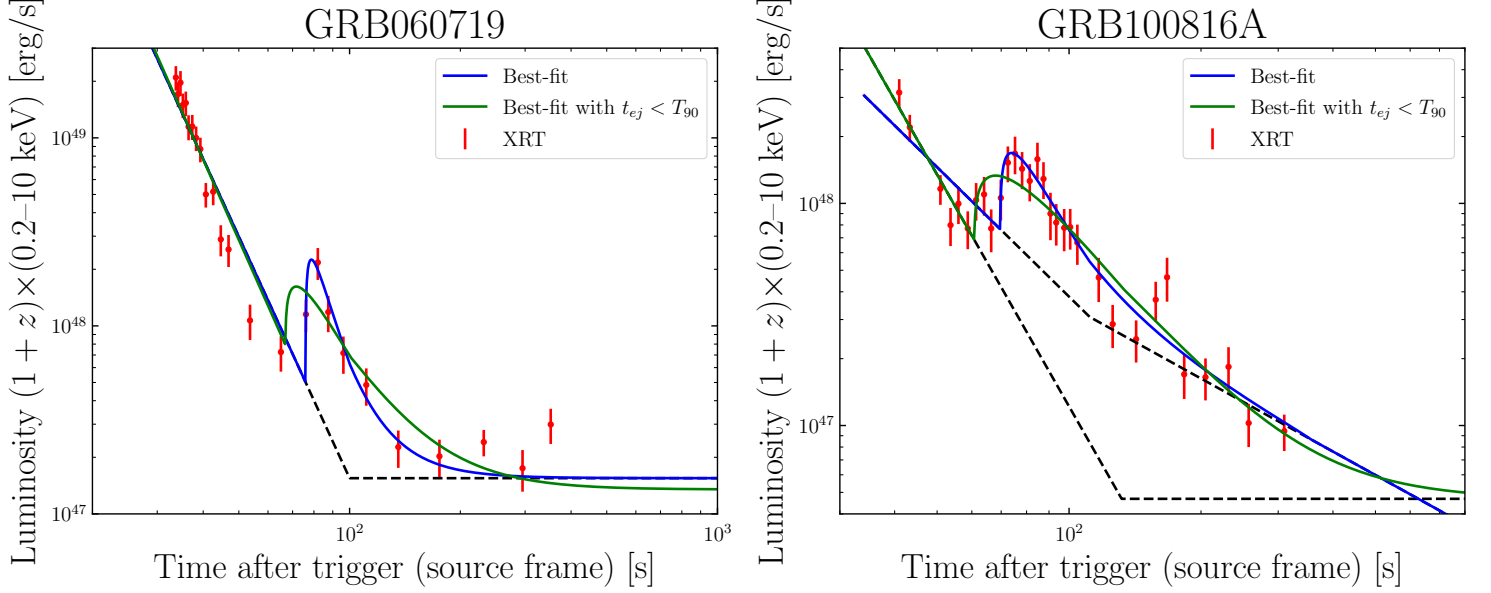 GRB060719
Luminosity (1 + z)×(0.2–10 keV) [erg/s]
10^49
10^48
10^47
Best-fit
Best-fit with t_ej < T_90
XRT
10^2
10^3
Time after trigger (source frame) [s]
GRB100816A
Luminosity (1 + z)×(0.2–10 keV) [erg/s]
10^48
10^47
Best-fit
Best-fit with t_ej < T_90
XRT
10^2
Time after trigger (source frame) [s]